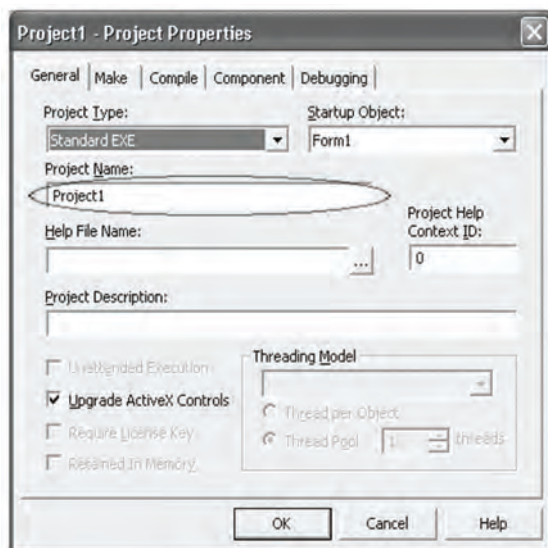 Project1 - Project Properties
General Make Compile Component Debugging
Project Type: Startup Object:
Standard EXE Form1
Project Name:
Project1
Project Help
Context ID:
Help File Name:
... 0
Project Description:
Unattended Execution
Upgrade ActiveX Controls
Require License Key
Retained In Memory
Threading Model
Thread per Object
Thread Pool 1 threads
OK Cancel Help